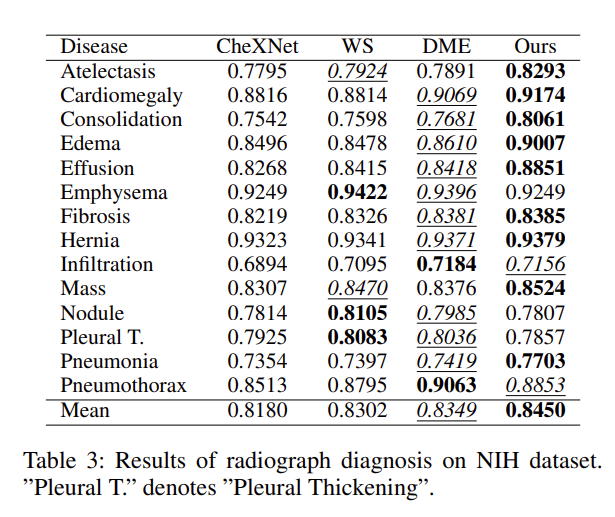 Disease CheXNet WS DME Ours
Atelectasis 0.7795 0.7924 0.7891 0.8293
Cardiomegaly 0.8816 0.8814 0.9069 0.9174
Consolidation 0.7542 0.7598 0.7681 0.8061
Edema 0.8496 0.8478 0.8610 0.9007
Effusion 0.8268 0.8415 0.8418 0.8851
Emphysema 0.9249 0.9422 0.9396 0.9249
Fibrosis 0.8219 0.8326 0.8381 0.8385
Hernia 0.9323 0.9341 0.9371 0.9379
Infiltration 0.6894 0.7095 0.7184 0.7156
Mass 0.8307 0.8470 0.8376 0.8524
Nodule 0.7814 0.8105 0.7985 0.7807
Pleural T. 0.7925 0.8083 0.8036 0.7857
Pneumonia 0.7354 0.7397 0.7419 0.7703
Pneumothorax 0.8513 0.8795 0.9063 0.8853
Mean 0.8180 0.8302 0.8349 0.8450
Table 3: Results of radiograph diagnosis on NIH dataset.
”Pleural T.” denotes ”Pleural Thickening”.